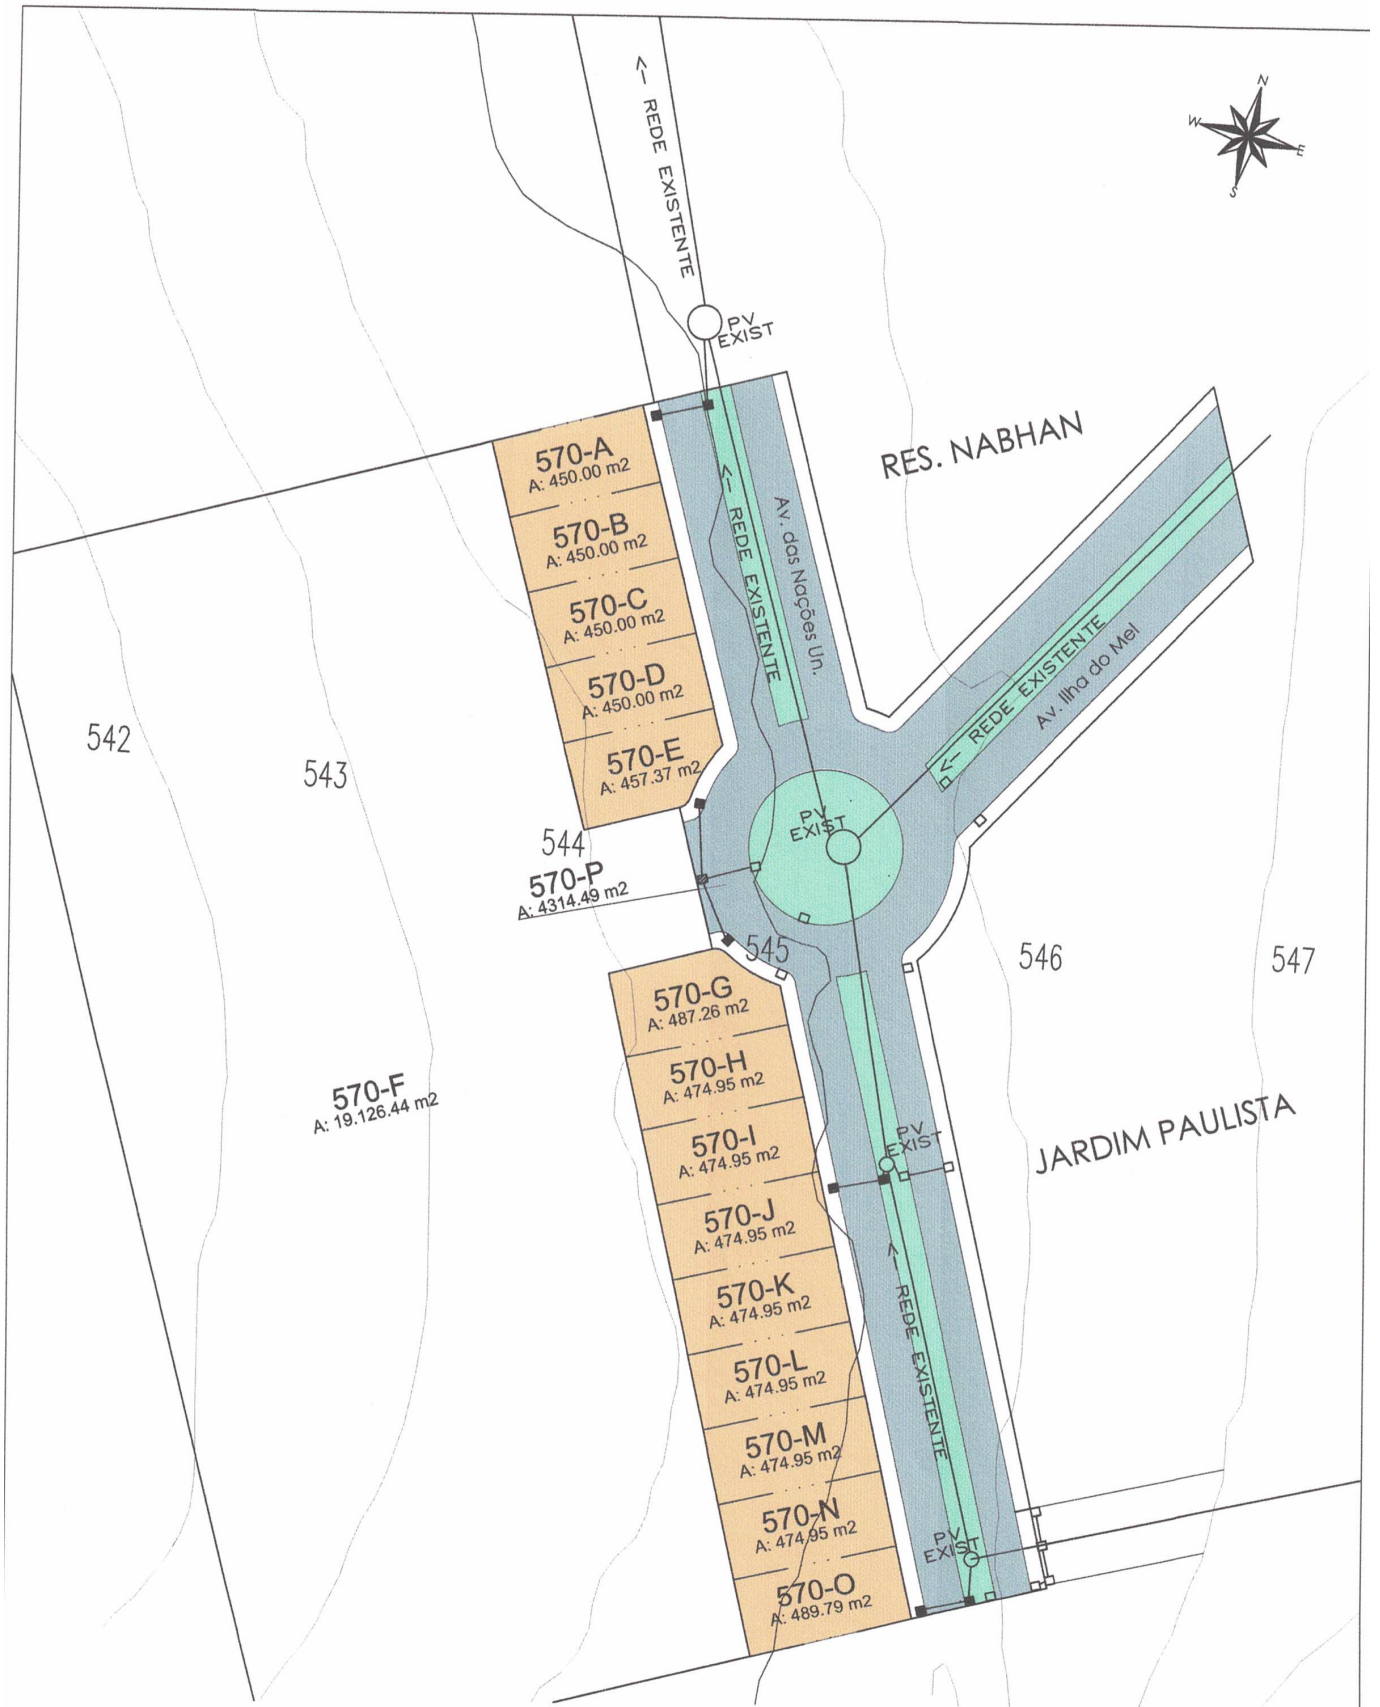 N
W
E
S
<- REDE EXISTENTE
PV
EXIST
RES. NABHAN
570-A
A: 450.00 m2
570-B
A: 450.00 m2
570-C
A: 450.00 m2
570-D
A: 450.00 m2
570-E
A: 457.37 m2
<- REDE EXISTENTE
Av. das Nações Un.
<- REDE EXISTENTE
Av. Ilha do Mel
542
543
544
PV
EXIST
570-P
A: 4314.49 m2
545
546
547
570-G
A: 487.26 m2
570-H
A: 474.95 m2
570-F
A: 19.126.44 m2
570-I
A: 474.95 m2
PV
EXIST
JARDIM PAULISTA
570-J
A: 474.95 m2
570-K
A: 474.95 m2
<- REDE EXISTENTE
570-L
A: 474.95 m2
570-M
A: 474.95 m2
570-N
A: 474.95 m2
PV
EXIST
570-O
A: 489.79 m2